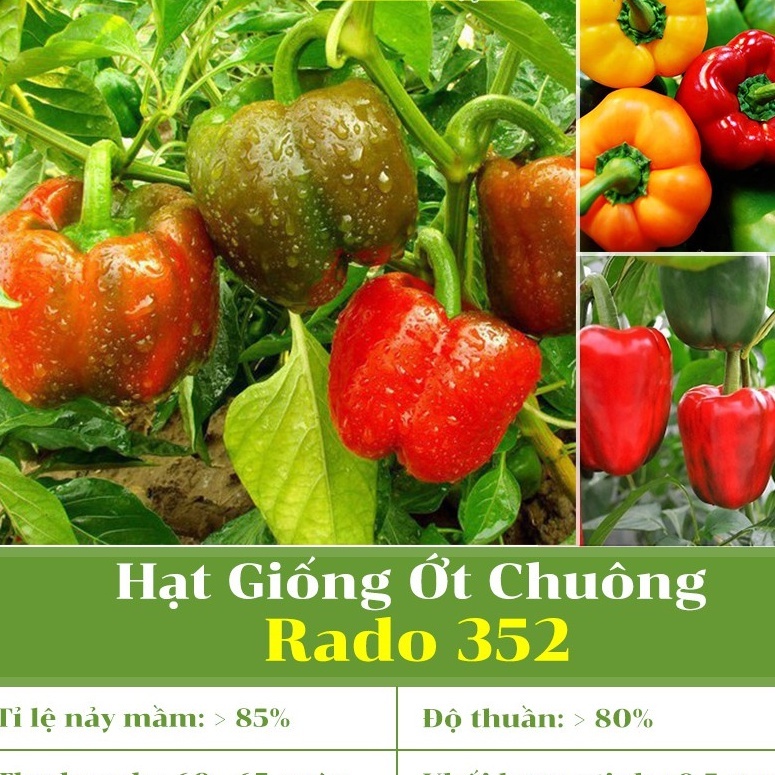 Hạt Giống Ớt Chuông
Rado 352
Tỉ lệ nảy mầm: > 85%
Độ thuần: > 80%